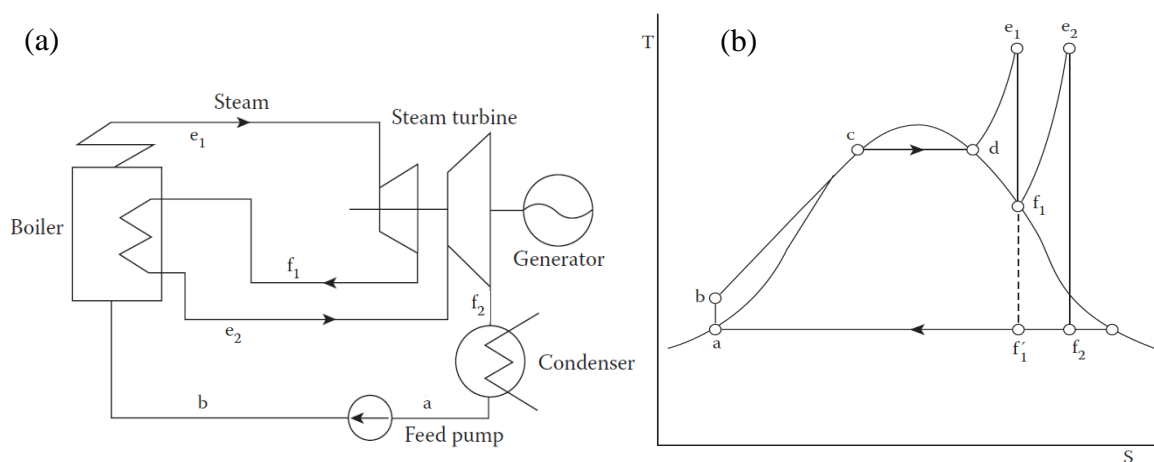 (a)
Steam
e₁
Steam turbine
Boiler
f₁
Generator
e₂
f₂
Condenser
b
a
Feed pump
(b)
T
e₁
e₂
c
d
f₁
b
a
f₁′
f₂
S